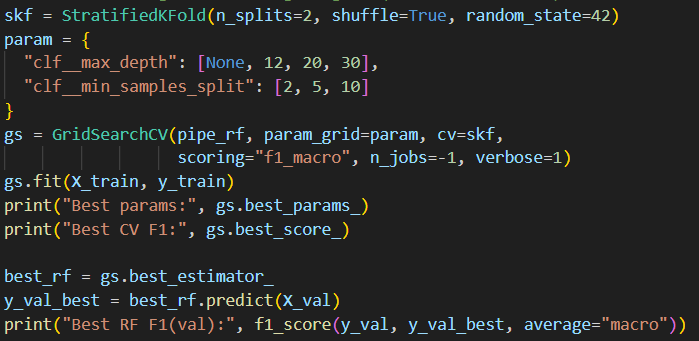 skf = StratifiedKFold(n_splits=2, shuffle=True, random_state=42)
param = {
  "clf__max_depth": [None, 12, 20, 30],
  "clf__min_samples_split": [2, 5, 10]
}
gs = GridSearchCV(pipe_rf, param_grid=param, cv=skf,
                  scoring="f1_macro", n_jobs=-1, verbose=1)
gs.fit(X_train, y_train)
print("Best params:", gs.best_params_)
print("Best CV F1:", gs.best_score_)

best_rf = gs.best_estimator_
y_val_best = best_rf.predict(X_val)
print("Best RF F1(val):", f1_score(y_val, y_val_best, average="macro"))